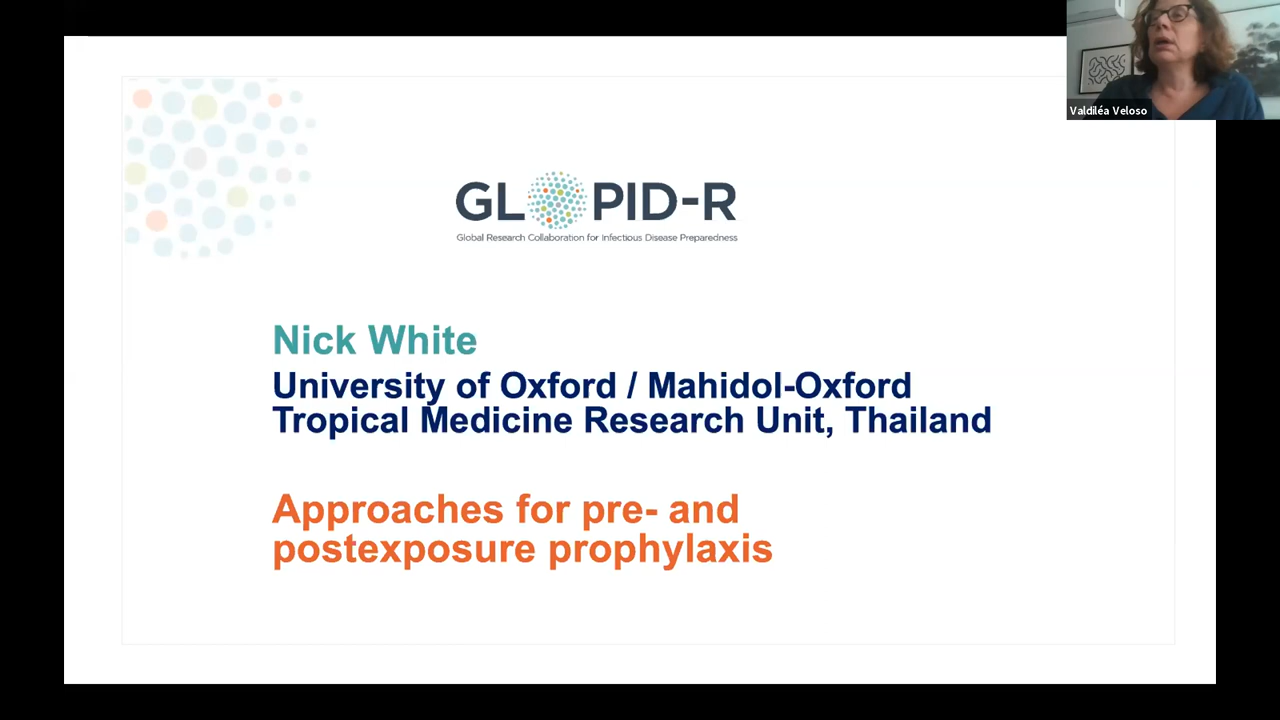 Valdiléa Veloso
GLOPID-R
Global Research Collaboration for Infectious Disease Preparedness
Nick White
University of Oxford / Mahidol-Oxford
Tropical Medicine Research Unit, Thailand
Approaches for pre- and
postexposure prophylaxis